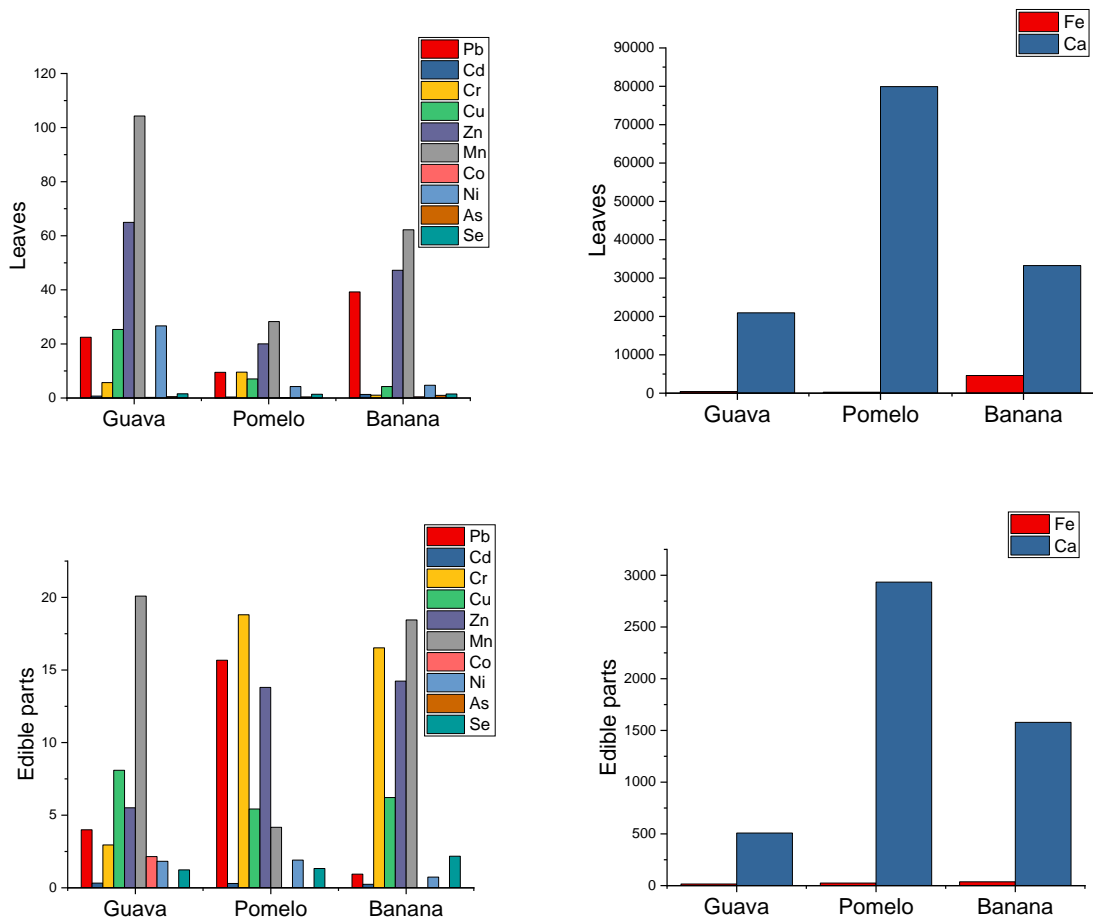 Pb
Cd
Cr
Cu
Zn
Mn
Co
Ni
As
Se
120
100
80
60
40
20
0
Leaves
Guava Pomelo Banana
Fe
Ca
90000
80000
70000
60000
50000
40000
30000
20000
10000
0
Leaves
Guava Pomelo Banana
Pb
Cd
Cr
Cu
Zn
Mn
Co
Ni
As
Se
20
15
10
5
0
Edible parts
Guava Pomelo Banana
Fe
Ca
3000
2500
2000
1500
1000
500
0
Edible parts
Guava Pomelo Banana